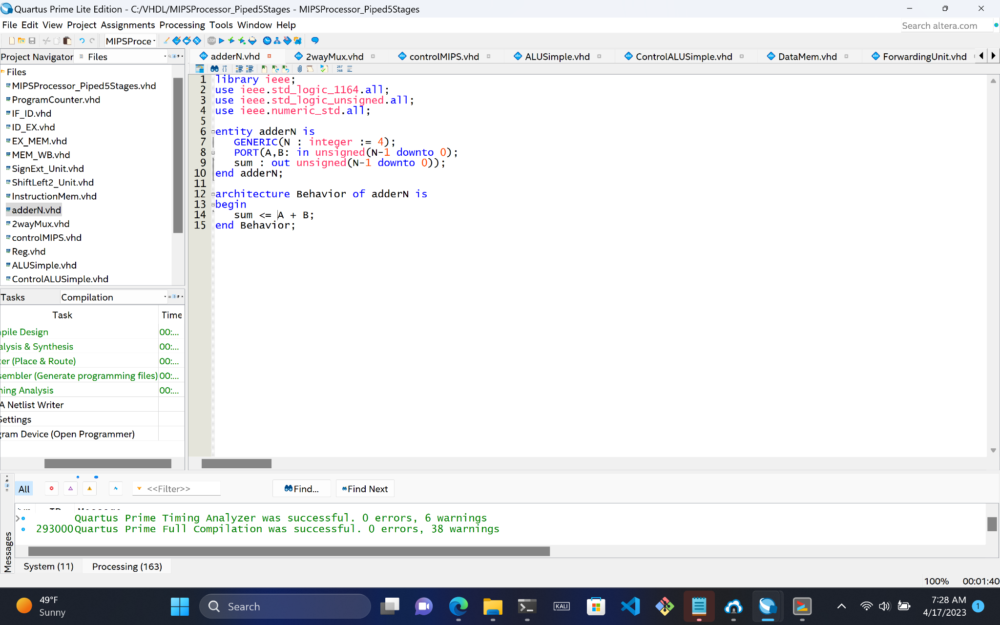 Quartus Prime Lite Edition - C:/VHDL/MIPSProcessor_Piped5Stages - MIPSProcessor_Piped5Stages
File Edit View Project Assignments Processing Tools Window Help
Search altera.com
MIPSProce
Project Navigator Files
adderN.vhd 2wayMux.vhd controlMIPS.vhd ALUSimple.vhd ControlALUSimple.vhd DataMem.vhd ForwardingUnit.vhd
Files
MIPSProcessor_Piped5Stages.vhd
ProgramCounter.vhd
IF_ID.vhd
ID_EX.vhd
EX_MEM.vhd
MEM_WB.vhd
SignExt_Unit.vhd
ShiftLeft2_Unit.vhd
InstructionMem.vhd
adderN.vhd
2wayMux.vhd
controlMIPS.vhd
Reg.vhd
ALUSimple.vhd
ControlALUSimple.vhd
267
268
1 library ieee;
2 use ieee.std_logic_1164.all;
3 use ieee.std_logic_unsigned.all;
4 use ieee.numeric_std.all;
5
6 entity adderN is
7 GENERIC(N : integer := 4);
8 PORT(A,B: in unsigned(N-1 downto 0);
9 sum : out unsigned(N-1 downto 0));
10 end adderN;
11
12 architecture Behavior of adderN is
13 begin
14 sum <= A + B;
15 end Behavior;
Tasks Compilation
Task Time
pile Design 00:...
alysis & Synthesis 00:...
ter (Place & Route) 00:...
sembler (Generate programming files) 00:...
ning Analysis 00:...
A Netlist Writer
Settings
gram Device (Open Programmer)
All <<Filter>> Find... Find Next
Quartus Prime Timing Analyzer was successful. 0 errors, 6 warnings
293000 Quartus Prime Full Compilation was successful. 0 errors, 38 warnings
Messages
System (11) Processing (163)
100% 00:01:40
49°F
Sunny
Search
KALI
7:28 AM
4/17/2023
1